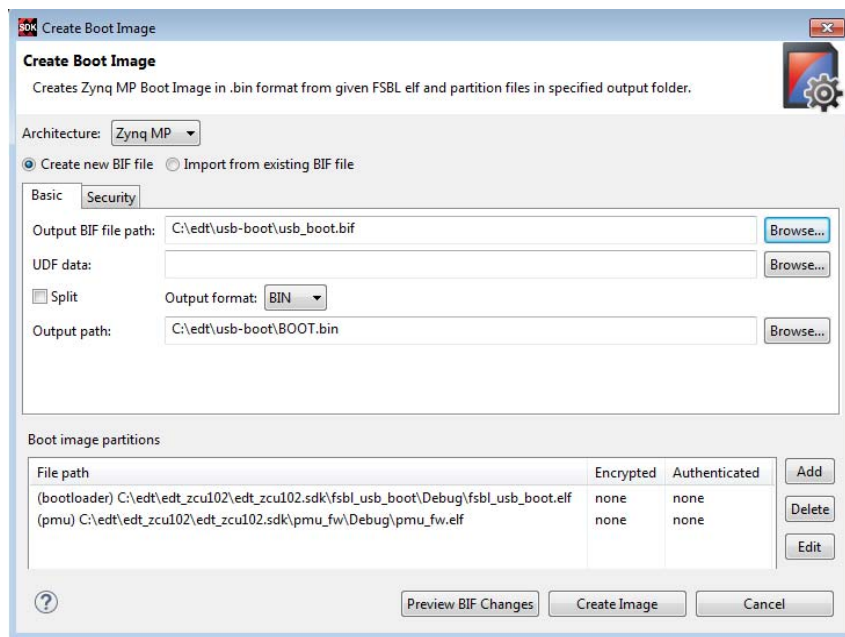 SDK Create Boot Image
Create Boot Image
Creates Zynq MP Boot Image in .bin format from given FSBL elf and partition files in specified output folder.
Architecture: Zynq MP
Create new BIF file Import from existing BIF file
Basic Security
Output BIF file path: C:\edt\usb-boot\usb_boot.bif Browse...
UDF data: Browse...
Split Output format: BIN
Output path: C:\edt\usb-boot\BOOT.bin Browse...
Boot image partitions
File path Encrypted Authenticated Add
(bootloader) C:\edt\edt_zcu102\edt_zcu102.sdk\fsbl_usb_boot\Debug\fsbl_usb_boot.elf none none
(pmu) C:\edt\edt_zcu102\edt_zcu102.sdk\pmu_fw\Debug\pmu_fw.elf none none
Delete
Edit
? Preview BIF Changes Create Image Cancel